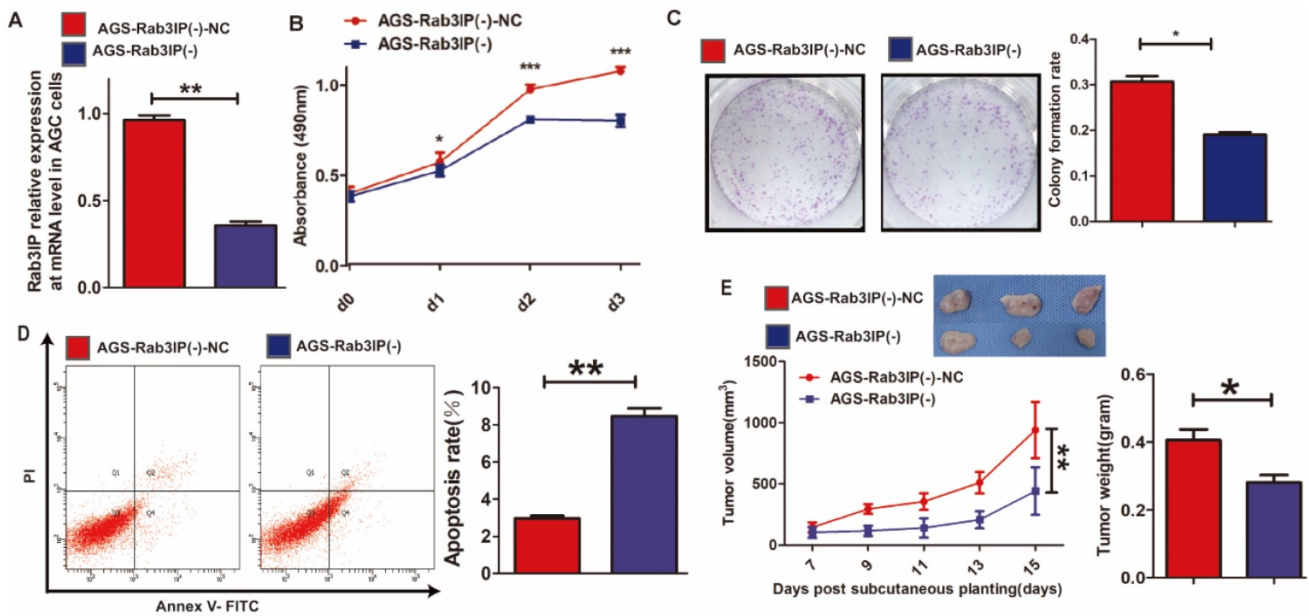 A
AGS-Rab3IP(-)-NC
AGS-Rab3IP(-)
Rab3IP relative expression
at mRNA level in AGC cells
1.0
0.5
0.0
**
B
AGS-Rab3IP(-)-NC
AGS-Rab3IP(-)
Absorbance (490nm)
1.0
0.5
0.0
*
***
***
d0
d1
d2
d3
C
AGS-Rab3IP(-)-NC
AGS-Rab3IP(-)
Colony formation rate
0.4
0.3
0.2
0.1
0.0
*
D
AGS-Rab3IP(-)-NC
AGS-Rab3IP(-)
PI
Q1
Q2
Q4
Q1
Q2
Q3
Q4
Annex V- FITC
Apoptosis rate(%)
10
8
6
4
2
0
**
E
AGS-Rab3IP(-)-NC
AGS-Rab3IP(-)
Tumor volume(mm3)
1500
1000
500
0
AGS-Rab3IP(-)-NC
AGS-Rab3IP(-)
**
7
9
11
13
15
Days post subcutaneous planting(days)
Tumor weight(gram)
0.6
0.4
0.2
0.0
*